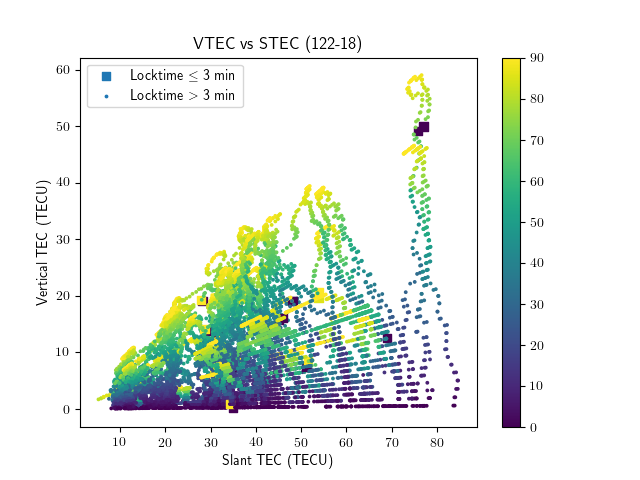 VTEC vs STEC (122-18)
Locktime ≤ 3 min
Locktime > 3 min
Vertical TEC (TECU)
60
50
40
30
20
10
0
10 20 30 40 50 60 70 80
Slant TEC (TECU)
90
80
70
60
50
40
30
20
10
0